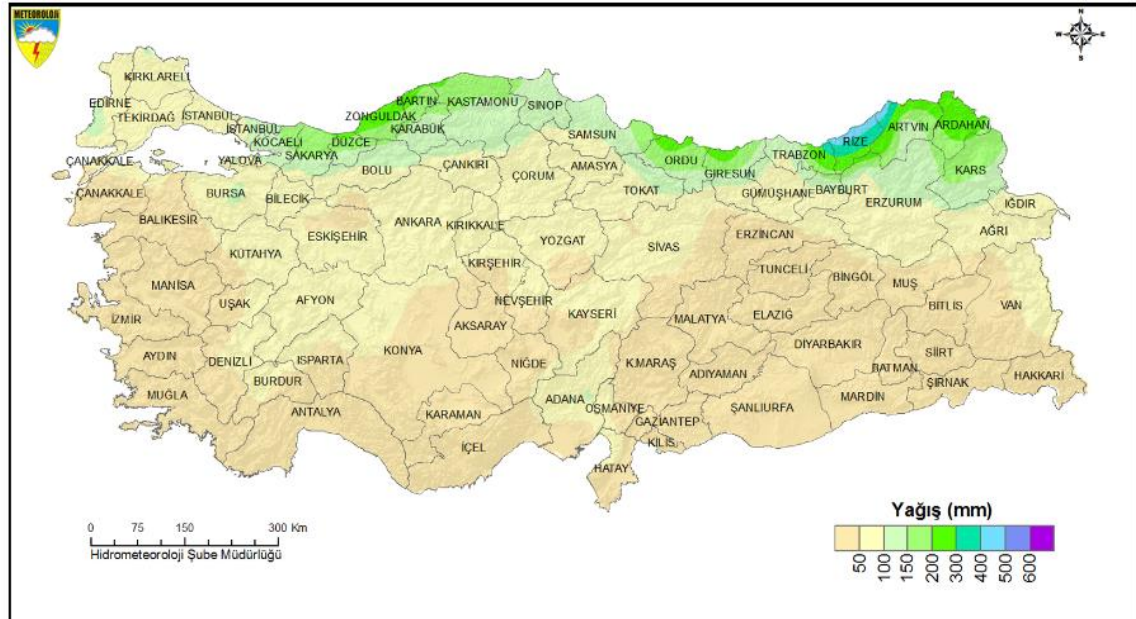 METEOROLOJİ
N
W E
S
KIRKLARELİ
EDİRNE
TEKİRDAĞ
İSTANBUL
İSTANBUL
KOCAELİ
YALOVA
SAKARYA
DÜZCE
ZONGULDAK
BARTIN
KARABÜK
KASTAMONU
SİNOP
SAMSUN
ORDU
GİRESUN
TRABZON
RİZE
ARTVİN
ARDAHAN
KARS
ÇANAKKALE
ÇANAKKALE
BALIKESİR
BURSA
BİLECİK
BOLU
ÇANKIRI
ÇORUM
AMASYA
TOKAT
GÜMÜŞHANE
BAYBURT
ERZURUM
IĞDIR
AĞRI
ESKİŞEHİR
ANKARA
KIRIKKALE
YOZGAT
SİVAS
ERZİNCAN
KÜTAHYA
KIRŞEHİR
TUNCELİ
BİNGÖL
MUŞ
BİTLİS
VAN
MANİSA
UŞAK
AFYON
NEVŞEHİR
KAYSERİ
MALATYA
ELAZIĞ
İZMİR
AKSARAY
DİYARBAKIR
AYDIN
DENİZLİ
ISPARTA
KONYA
NİĞDE
K.MARAŞ
ADIYAMAN
BATMAN
SİİRT
ŞIRNAK
HAKKARİ
BURDUR
MUĞLA
ANTALYA
KARAMAN
ADANA
OSMANİYE
GAZİANTEP
ŞANLIURFA
MARDİN
İÇEL
KİLİS
HATAY
0 75 150 300 Km
Hidrometeoroloji Şube Müdürlüğü
Yağış (mm)
50 100 150 200 300 400 500 600